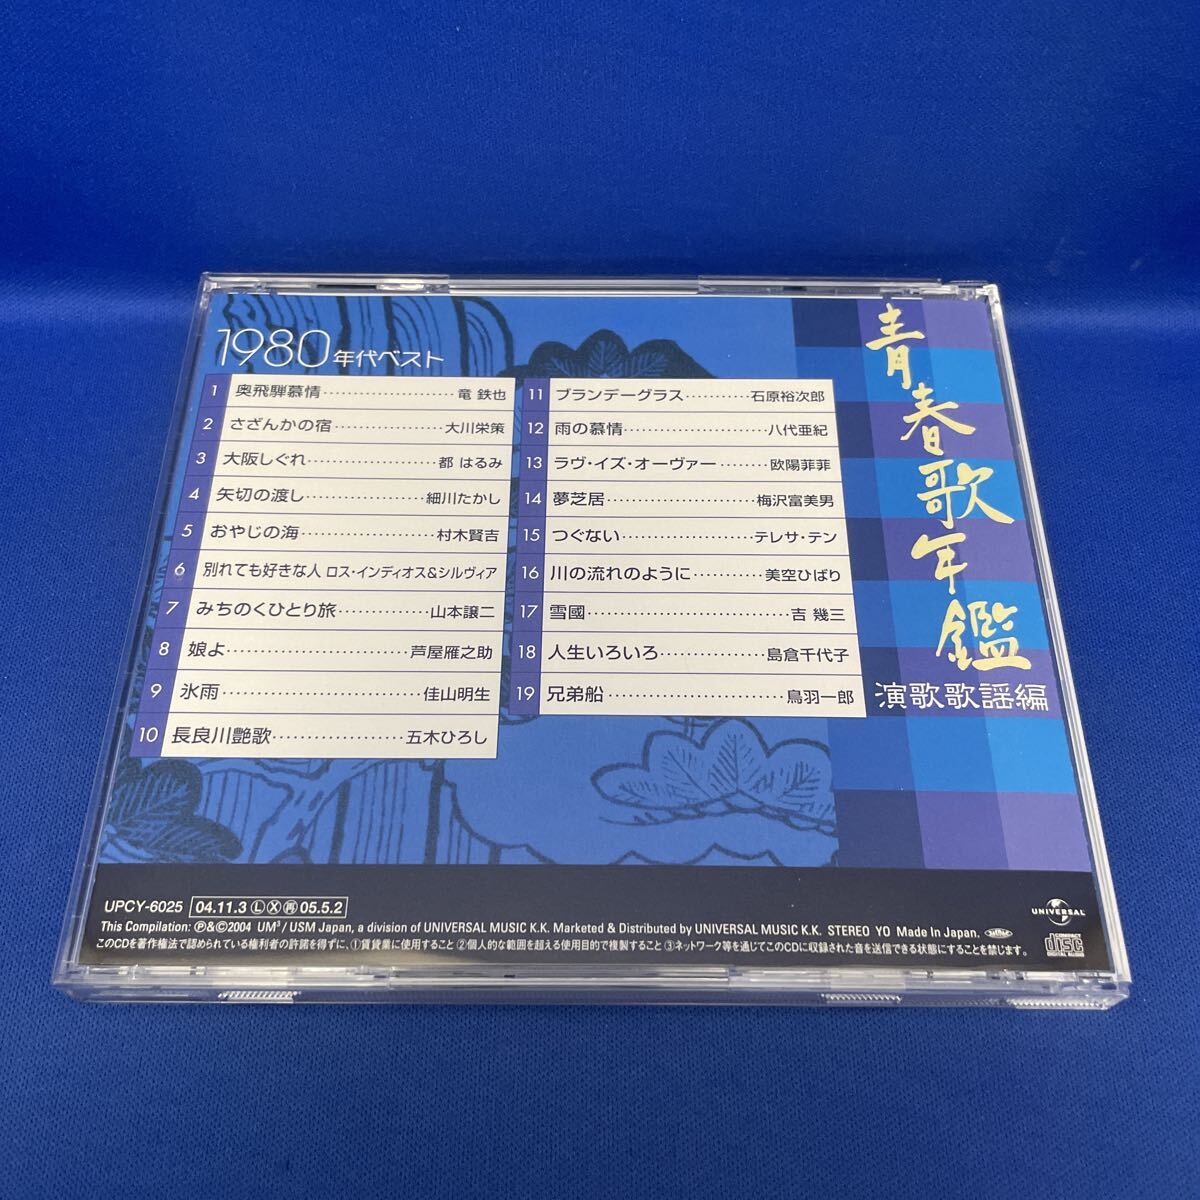 1980年代ベスト
1 奥飛騨慕情……………………竜 鉄也
2 さざんかの宿………………大川栄策
3 大阪しぐれ…………………都 はるみ
4 矢切の渡し…………………細川たかし
5 おやじの海…………………村木賢吉
6 別れても好きな人 ロス・インディオス&シルヴィア
7 みちのくひとり旅……………山本譲二
8 娘よ…………………………芦屋雁之助
9 氷雨…………………………佳山明生
10 長良川艶歌………………五木ひろし
11 ブランデーグラス…………石原裕次郎
12 雨の慕情……………………八代亜紀
13 ラヴ・イズ・オーヴァー………欧陽菲菲
14 夢芝居……………………梅沢富美男
15 つぐない……………………テレサ・テン
16 川の流れのように…………美空ひばり
17 雪國…………………………吉 幾三
18 人生いろいろ………………島倉千代子
19 兄弟船………………………鳥羽一郎
青春歌年鑑
演歌歌謡編
UPCY-6025 04.11.3 Ⓛ Ⓧ ㊢ 05.5.2
This Compilation: Ⓟ&©2004 UM³ / USM Japan, a division of UNIVERSAL MUSIC K.K. Marketed & Distributed by UNIVERSAL MUSIC K.K. STEREO YO Made In Japan.
このCDを著作権法で認められている権利者の許諾を得ずに、①賃貸業に使用すること ②個人的な範囲を超える使用目的で複製すること ③ネットワーク等を通じてこのCDに収録された音を送信できる状態にすることを禁じます。
UNIVERSAL
COMPACT
disc
DIGITAL AUDIO